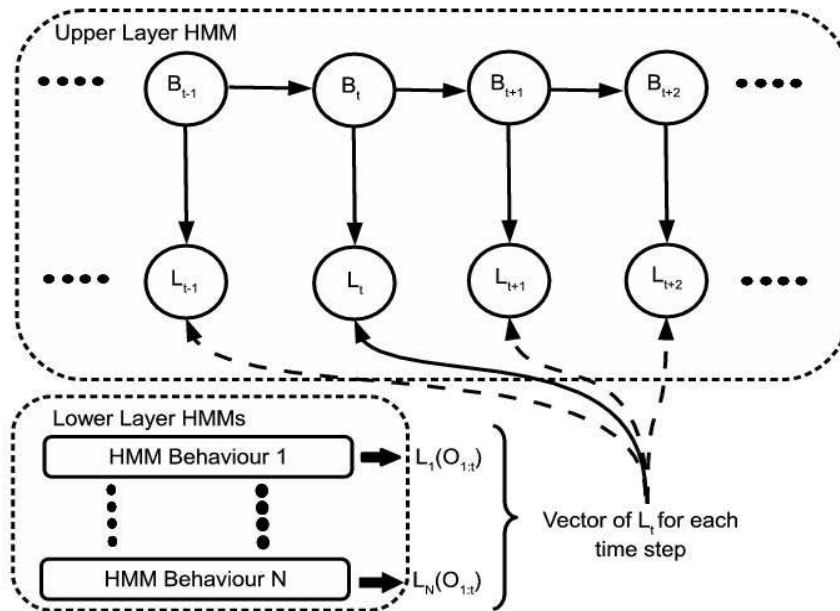 Upper Layer HMM
B_{t-1}
B_t
B_{t+1}
B_{t+2}
L_{t-1}
L_t
L_{t+1}
L_{t+2}
Lower Layer HMMs
HMM Behaviour 1
L_1(O_{1:t})
HMM Behaviour N
L_N(O_{1:t})
Vector of L_t for each
time step